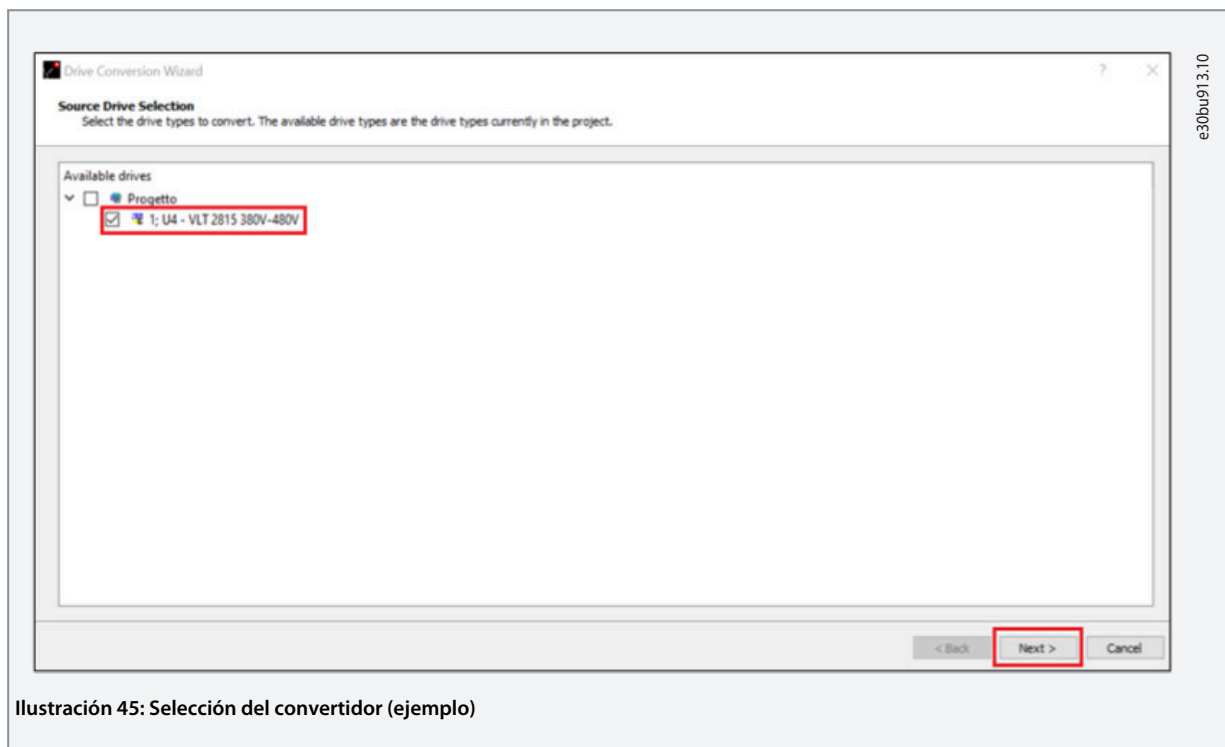 Drive Conversion Wizard
? ×
e30bu913.10
Source Drive Selection
Select the drive types to convert. The available drive types are the drive types currently in the project.
Available drives
Progetto
1; U4 - VLT 2815 380V-480V
< Back Next > Cancel
Ilustración 45: Selección del convertidor (ejemplo)